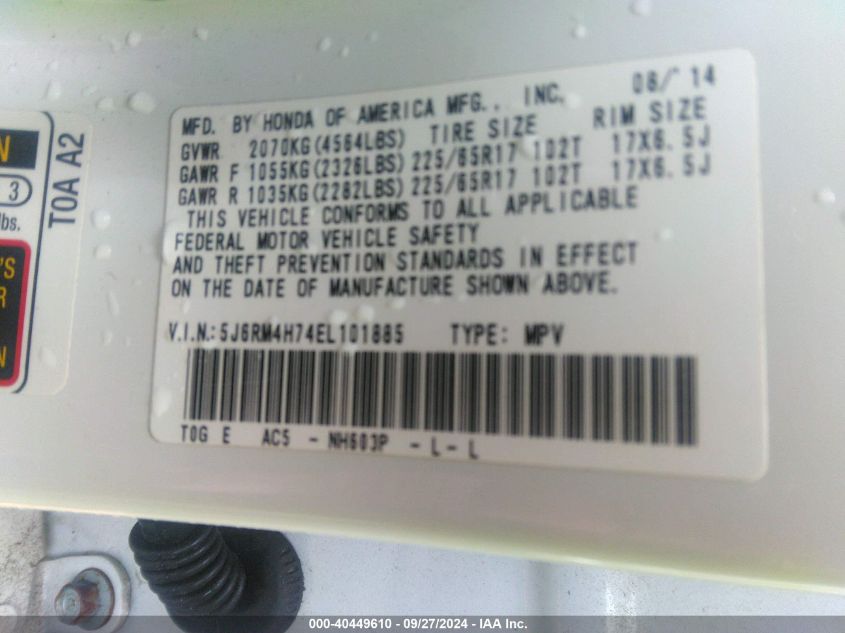 MFD. BY HONDA OF AMERICA MFG., INC. 06/ 14
GVWR 2070KG(4564LBS) TIRE SIZE RIM SIZE
GAWR F 1055KG(2326LBS) 225/65R17 102T 17X6.5J
GAWR R 1035KG(2282LBS) 225/65R17 102T 17X6.5J
THIS VEHICLE CONFORMS TO ALL APPLICABLE
FEDERAL MOTOR VEHICLE SAFETY
AND THEFT PREVENTION STANDARDS IN EFFECT
ON THE DATE OF MANUFACTURE SHOWN ABOVE.
V.I.N.: 5J6RM4H74EL101885 TYPE: MPV
T0G E AC5 - NH603P - L - L
N
3
lbs.
T0A A2
'S
R
N
000-40449610 - 09/27/2024 - IAA Inc.